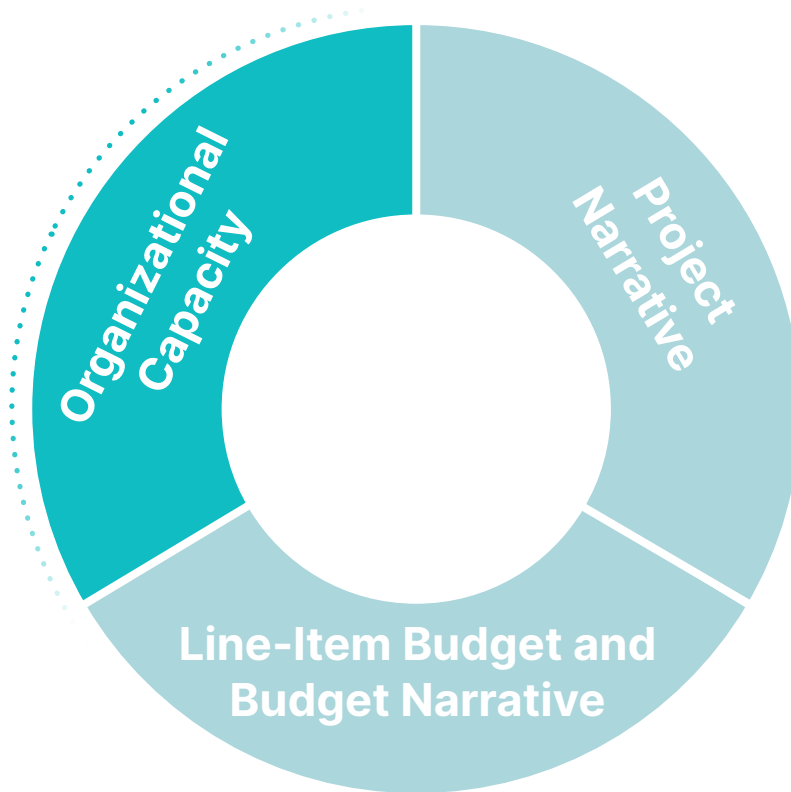 Organizational
Capacity
Project
Narrative
Line-Item Budget and
Budget Narrative